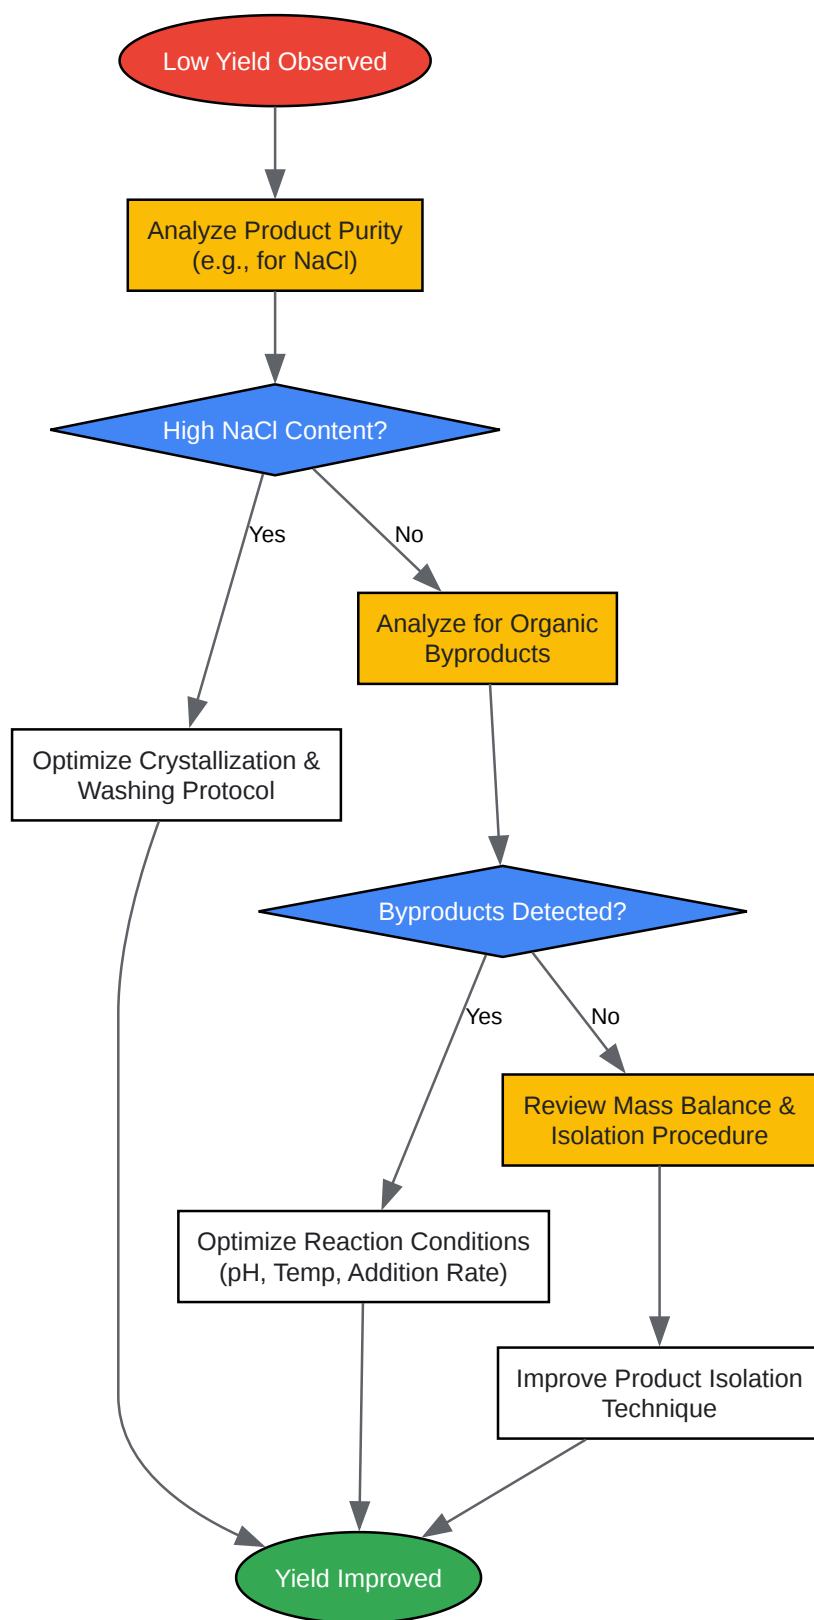 Low Yield Observed
Analyze Product Purity
(e.g., for NaCl)
High NaCl Content?
Yes
No
Analyze for Organic
Byproducts
Optimize Crystallization &
Washing Protocol
Byproducts Detected?
Yes
No
Review Mass Balance &
Isolation Procedure
Optimize Reaction Conditions
(pH, Temp, Addition Rate)
Improve Product Isolation
Technique
Yield Improved